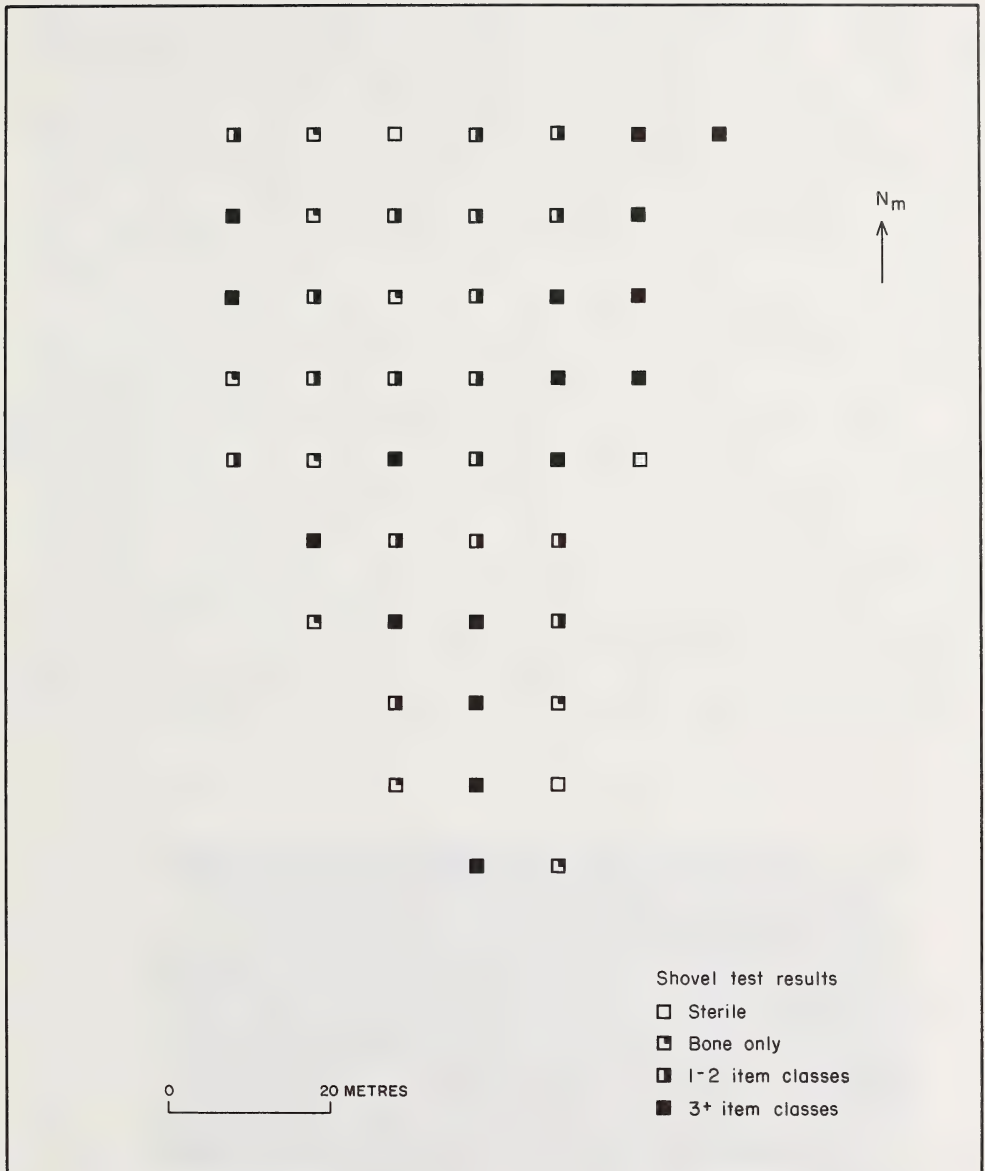 Nm
Shovel test results
Sterile
Bone only
1-2 item classes
3+ item classes
0 20 METRES